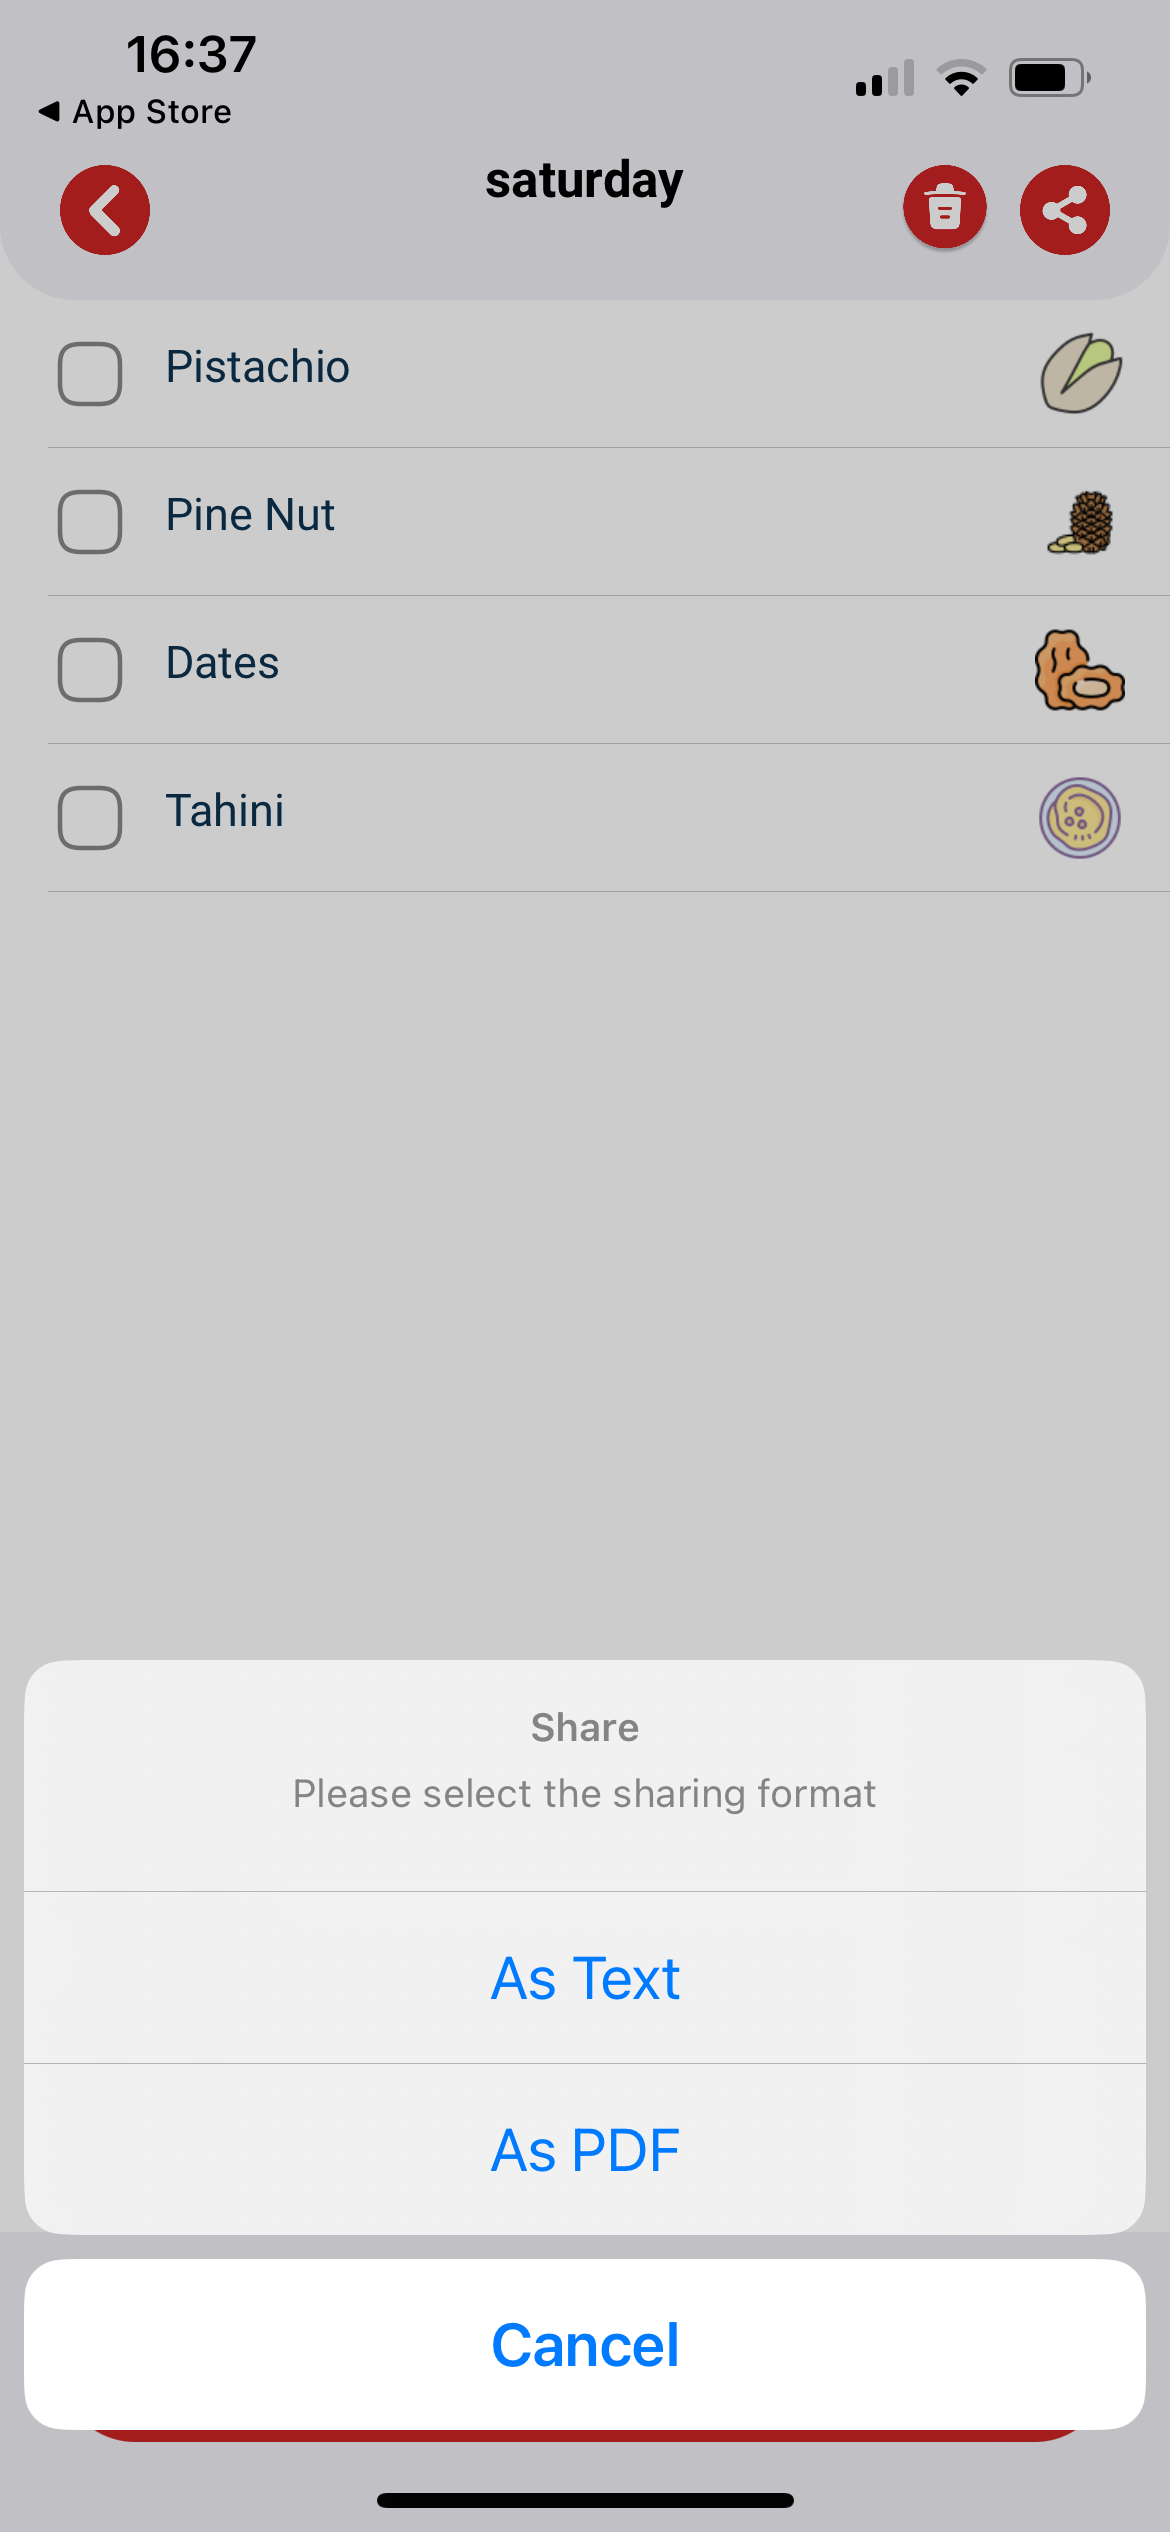 16:37
◀ App Store
saturday
Pistachio
Pine Nut
Dates
Tahini
Share
Please select the sharing format
As Text
As PDF
Cancel